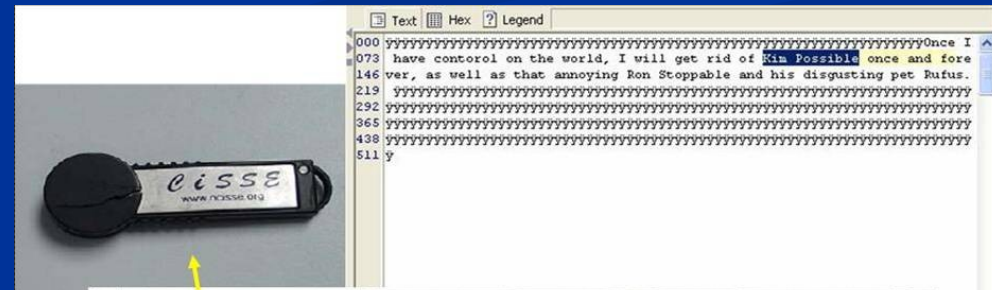 Text Hex ? Legend
000 ÿÿÿÿÿÿÿÿÿÿÿÿÿÿÿÿÿÿÿÿÿÿÿÿÿÿÿÿÿÿÿÿÿÿÿÿÿÿÿÿÿÿÿÿÿÿÿÿÿÿÿÿÿÿÿÿÿÿÿÿÿÿÿÿÿÿÿOnce I
073 have contorol on the world, I will get rid of Kim Possible once and fore
146 ver, as well as that annoying Ron Stoppable and his disgusting pet Rufus.
219 ÿÿÿÿÿÿÿÿÿÿÿÿÿÿÿÿÿÿÿÿÿÿÿÿÿÿÿÿÿÿÿÿÿÿÿÿÿÿÿÿÿÿÿÿÿÿÿÿÿÿÿÿÿÿÿÿÿÿÿÿÿÿÿÿÿÿÿÿÿÿÿÿ
292 ÿÿÿÿÿÿÿÿÿÿÿÿÿÿÿÿÿÿÿÿÿÿÿÿÿÿÿÿÿÿÿÿÿÿÿÿÿÿÿÿÿÿÿÿÿÿÿÿÿÿÿÿÿÿÿÿÿÿÿÿÿÿÿÿÿÿÿÿÿÿÿÿÿ
365 ÿÿÿÿÿÿÿÿÿÿÿÿÿÿÿÿÿÿÿÿÿÿÿÿÿÿÿÿÿÿÿÿÿÿÿÿÿÿÿÿÿÿÿÿÿÿÿÿÿÿÿÿÿÿÿÿÿÿÿÿÿÿÿÿÿÿÿÿÿÿÿÿÿ
438 ÿÿÿÿÿÿÿÿÿÿÿÿÿÿÿÿÿÿÿÿÿÿÿÿÿÿÿÿÿÿÿÿÿÿÿÿÿÿÿÿÿÿÿÿÿÿÿÿÿÿÿÿÿÿÿÿÿÿÿÿÿÿÿÿÿÿÿÿÿÿÿÿÿ
511 ÿ
CiSSE
www.ncisse.org